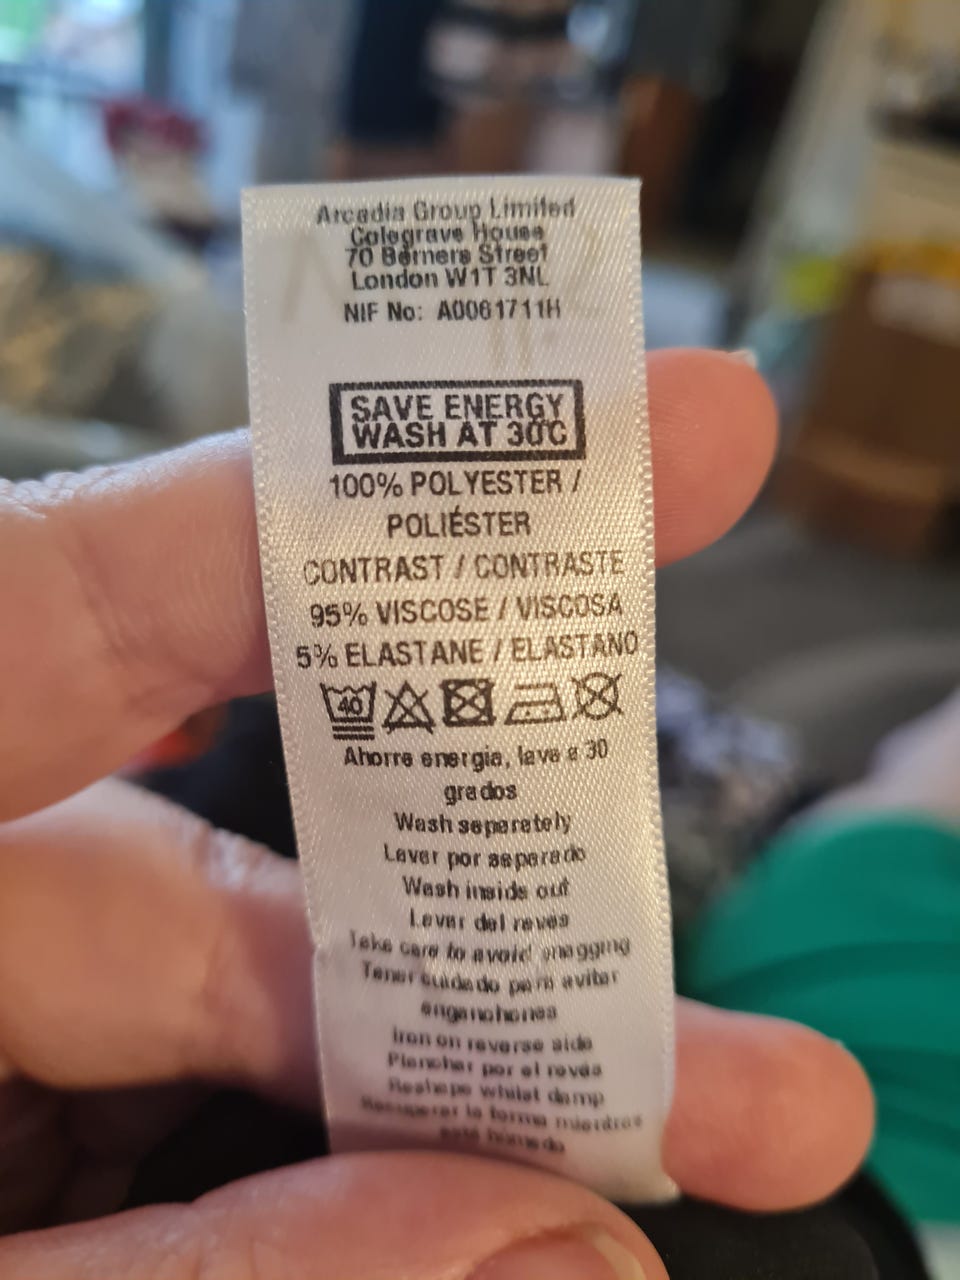 Arcadia Group Limited
Colegrave House
70 Berners Street
London W1T 3NL
NIF No: A0061711H
SAVE ENERGY
WASH AT 30°C
100% POLYESTER /
POLIÉSTER
CONTRAST / CONTRASTE
95% VISCOSE / VISCOSA
5% ELASTANE / ELASTANO
40
Ahorre energia, lave a 30
grados
Wash separately
Lavar por separado
Wash inside out
Lavar del reves
Take care to avoid snagging
Tener cuidado para evitar
enganchones
Iron on reverse side
Planchar por el revés
Reshape whilst damp
Recuperar la forma mientras
esté húmedo